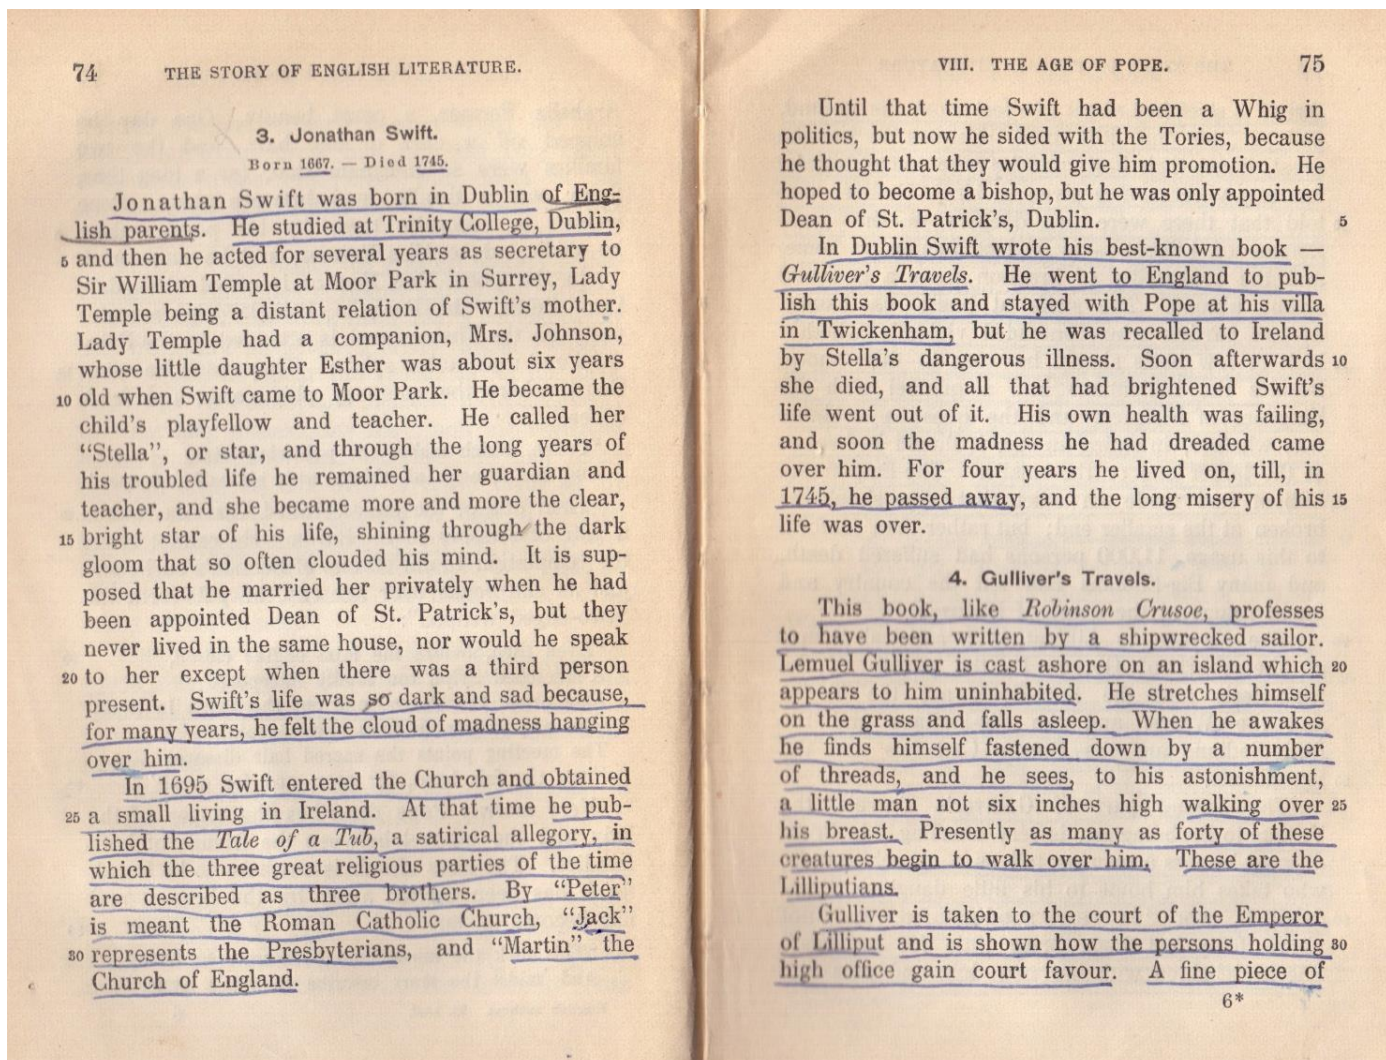 74 THE STORY OF ENGLISH LITERATURE.
3. Jonathan Swift.
Born 1667. — Died 1745.
Jonathan Swift was born in Dublin of Eng-
lish parents. He studied at Trinity College, Dublin,
5 and then he acted for several years as secretary to
Sir William Temple at Moor Park in Surrey, Lady
Temple being a distant relation of Swift's mother.
Lady Temple had a companion, Mrs. Johnson,
whose little daughter Esther was about six years
10 old when Swift came to Moor Park. He became the
child's playfellow and teacher. He called her
“Stella”, or star, and through the long years of
his troubled life he remained her guardian and
teacher, and she became more and more the clear,
15 bright star of his life, shining through the dark
gloom that so often clouded his mind. It is sup-
posed that he married her privately when he had
been appointed Dean of St. Patrick's, but they
never lived in the same house, nor would he speak
20 to her except when there was a third person
present. Swift's life was so dark and sad because,
for many years, he felt the cloud of madness hanging
over him.
In 1695 Swift entered the Church and obtained
25 a small living in Ireland. At that time he pub-
lished the Tale of a Tub, a satirical allegory, in
which the three great religious parties of the time
are described as three brothers. By “Peter”
is meant the Roman Catholic Church, “Jack”
30 represents the Presbyterians, and “Martin” the
Church of England.
VIII. THE AGE OF POPE. 75
Until that time Swift had been a Whig in
politics, but now he sided with the Tories, because
he thought that they would give him promotion. He
hoped to become a bishop, but he was only appointed
Dean of St. Patrick's, Dublin. 5
In Dublin Swift wrote his best-known book —
Gulliver's Travels. He went to England to pub-
lish this book and stayed with Pope at his villa
in Twickenham, but he was recalled to Ireland
by Stella's dangerous illness. Soon afterwards 10
she died, and all that had brightened Swift's
life went out of it. His own health was failing,
and soon the madness he had dreaded came
over him. For four years he lived on, till, in
1745, he passed away, and the long misery of his 15
life was over.
4. Gulliver's Travels.
This book, like Robinson Crusoe, professes
to have been written by a shipwrecked sailor.
Lemuel Gulliver is cast ashore on an island which 20
appears to him uninhabited. He stretches himself
on the grass and falls asleep. When he awakes
he finds himself fastened down by a number
of threads, and he sees, to his astonishment,
a little man not six inches high walking over 25
his breast. Presently as many as forty of these
creatures begin to walk over him. These are the
Lilliputians.
Gulliver is taken to the court of the Emperor
of Lilliput and is shown how the persons holding 30
high office gain court favour. A fine piece of
6*